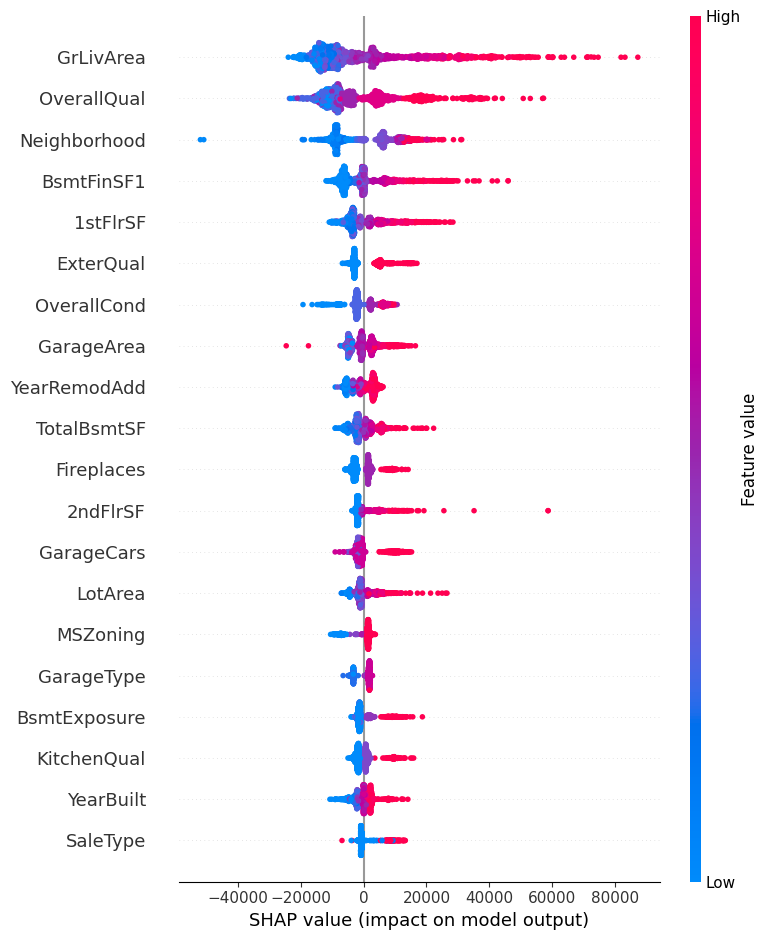 High
GrLivArea
OverallQual
Neighborhood
BsmtFinSF1
1stFlrSF
ExterQual
OverallCond
GarageArea
YearRemodAdd
TotalBsmtSF
Fireplaces
2ndFlrSF
GarageCars
LotArea
MSZoning
GarageType
BsmtExposure
KitchenQual
YearBuilt
SaleType
Feature value
Low
−40000 −20000 0 20000 40000 60000 80000
SHAP value (impact on model output)